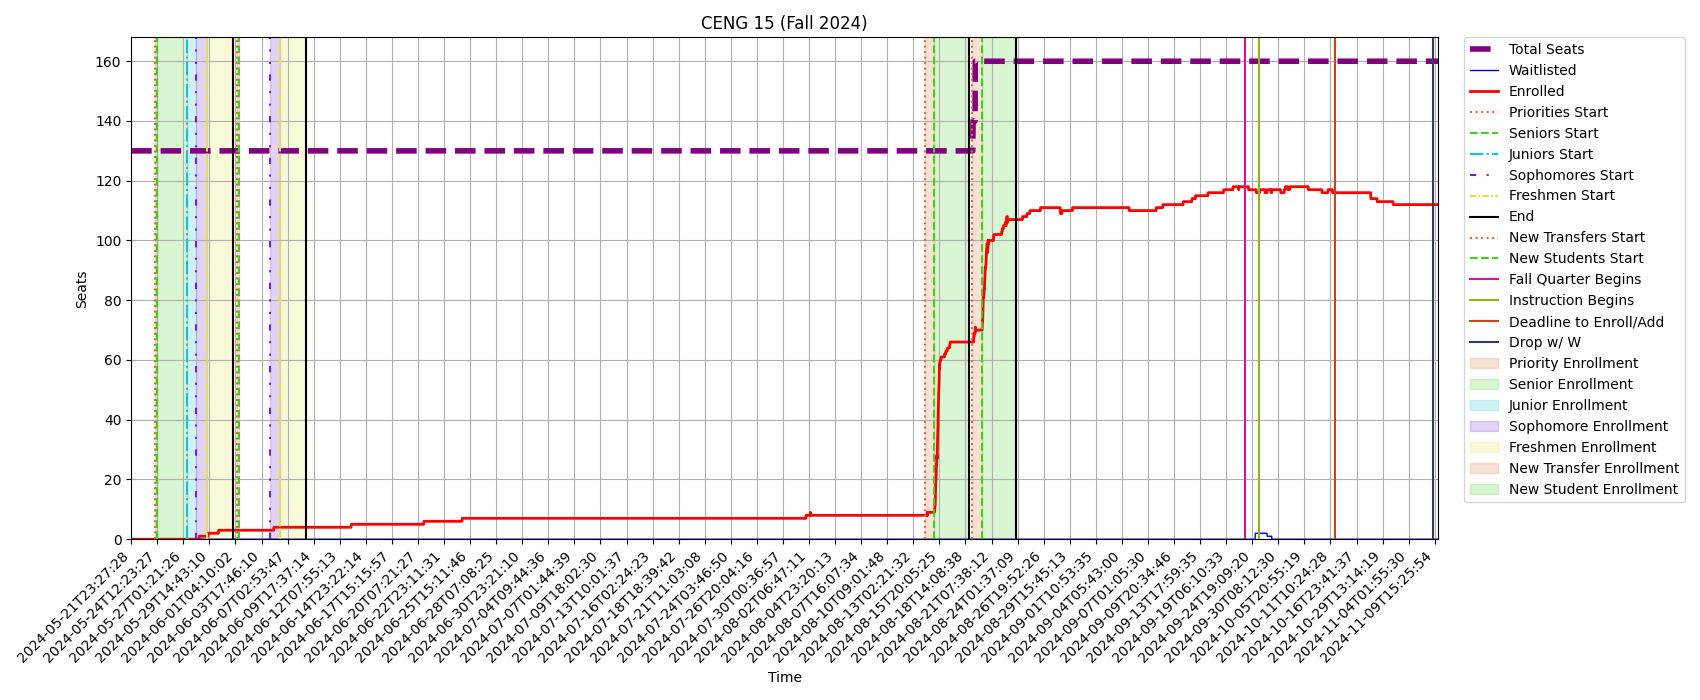 CENG 15 (Fall 2024)
Seats
160
140
120
100
80
60
40
20
0
2024-05-21T23:27:28
2024-05-24T12:23:27
2024-05-27T01:21:26
2024-05-29T14:43:10
2024-06-01T04:10:02
2024-06-03T17:46:10
2024-06-07T02:53:47
2024-06-09T17:37:14
2024-06-12T07:55:13
2024-06-14T23:22:14
2024-06-17T15:15:57
2024-06-20T07:21:27
2024-06-22T23:11:31
2024-06-25T15:11:46
2024-06-28T07:08:25
2024-06-30T23:21:10
2024-07-04T09:44:36
2024-07-07T01:44:39
2024-07-09T18:02:30
2024-07-13T10:01:37
2024-07-16T02:24:23
2024-07-18T18:39:42
2024-07-21T11:03:08
2024-07-24T03:46:50
2024-07-26T20:04:16
2024-07-30T00:36:57
2024-08-02T06:47:11
2024-08-04T23:20:13
2024-08-07T16:07:34
2024-08-10T09:01:48
2024-08-13T02:21:32
2024-08-15T20:05:25
2024-08-18T14:08:38
2024-08-21T07:38:12
2024-08-24T01:37:09
2024-08-26T19:52:26
2024-08-29T15:45:13
2024-09-01T10:53:35
2024-09-04T05:43:00
2024-09-07T01:05:30
2024-09-09T20:34:46
2024-09-13T17:59:35
2024-09-19T06:10:33
2024-09-24T19:09:20
2024-09-30T08:12:30
2024-10-05T20:55:19
2024-10-11T10:24:28
2024-10-16T23:41:37
2024-10-29T13:14:19
2024-11-04T01:55:30
2024-11-09T15:25:54
Time
Total Seats
Waitlisted
Enrolled
Priorities Start
Seniors Start
Juniors Start
Sophomores Start
Freshmen Start
End
New Transfers Start
New Students Start
Fall Quarter Begins
Instruction Begins
Deadline to Enroll/Add
Drop w/ W
Priority Enrollment
Senior Enrollment
Junior Enrollment
Sophomore Enrollment
Freshmen Enrollment
New Transfer Enrollment
New Student Enrollment